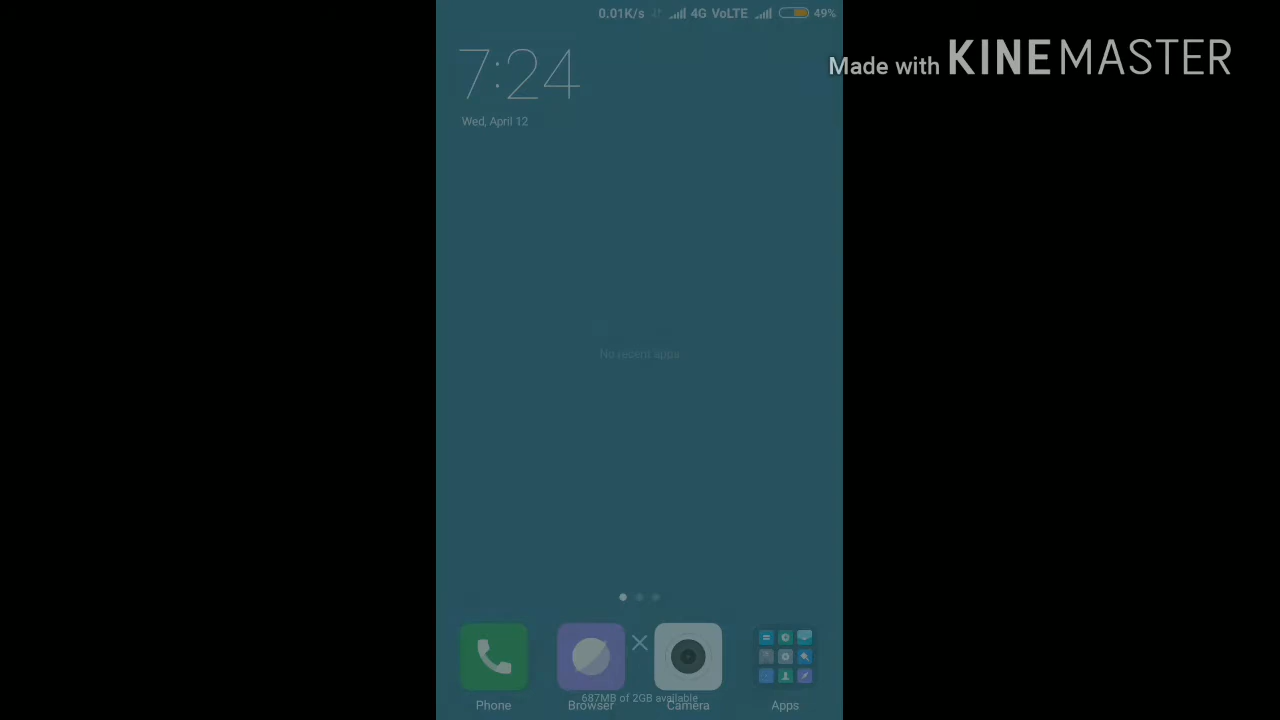 0.01K/s 4G VoLTE 49%
Made with KINEMASTER
7:24
Wed, April 12
No recent apps
687MB of 2GB available
Phone Browser Camera Apps